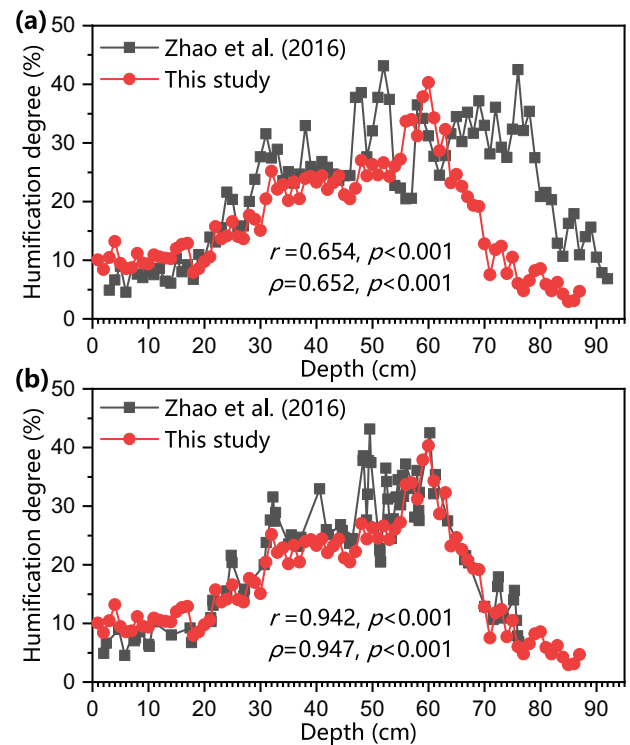 (a)
50
40
30
20
10
0
Humification degree (%)
Zhao et al. (2016)
This study
r=0.654, p<0.001
ρ=0.652, p<0.001
0 10 20 30 40 50 60 70 80 90
Depth (cm)
(b)
50
40
30
20
10
0
Humification degree (%)
Zhao et al. (2016)
This study
r=0.942, p<0.001
ρ=0.947, p<0.001
0 10 20 30 40 50 60 70 80 90
Depth (cm)